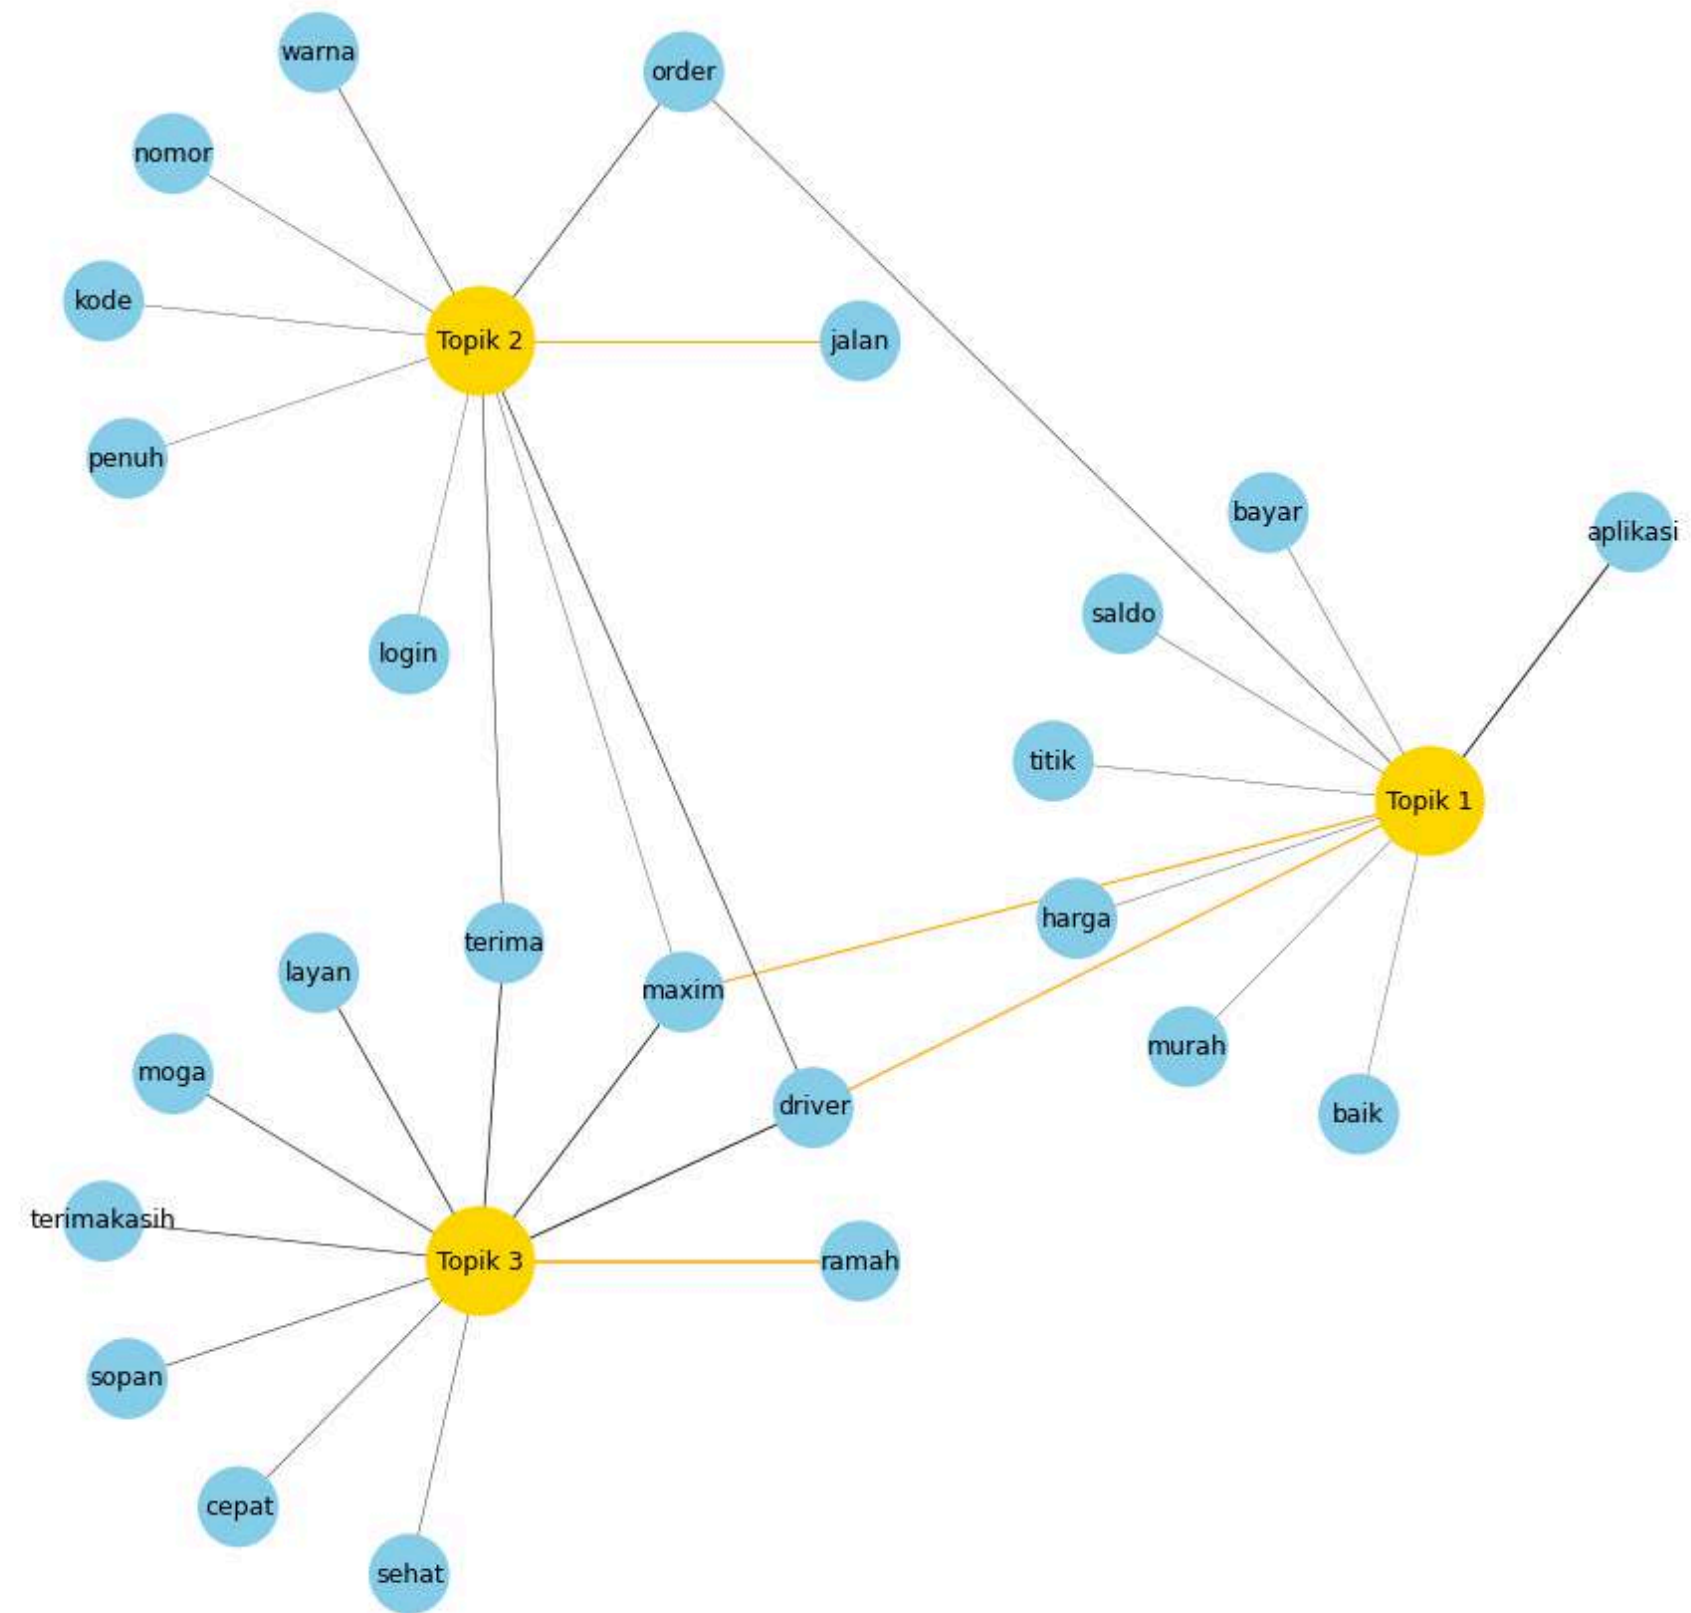 warna
order
nomor
kode
Topik 2
jalan
penuh
bayar
aplikasi
saldo
login
titik
Topik 1
harga
terima
layan
maxim
murah
moga
driver
baik
terimakasih
Topik 3
ramah
sopan
cepat
sehat